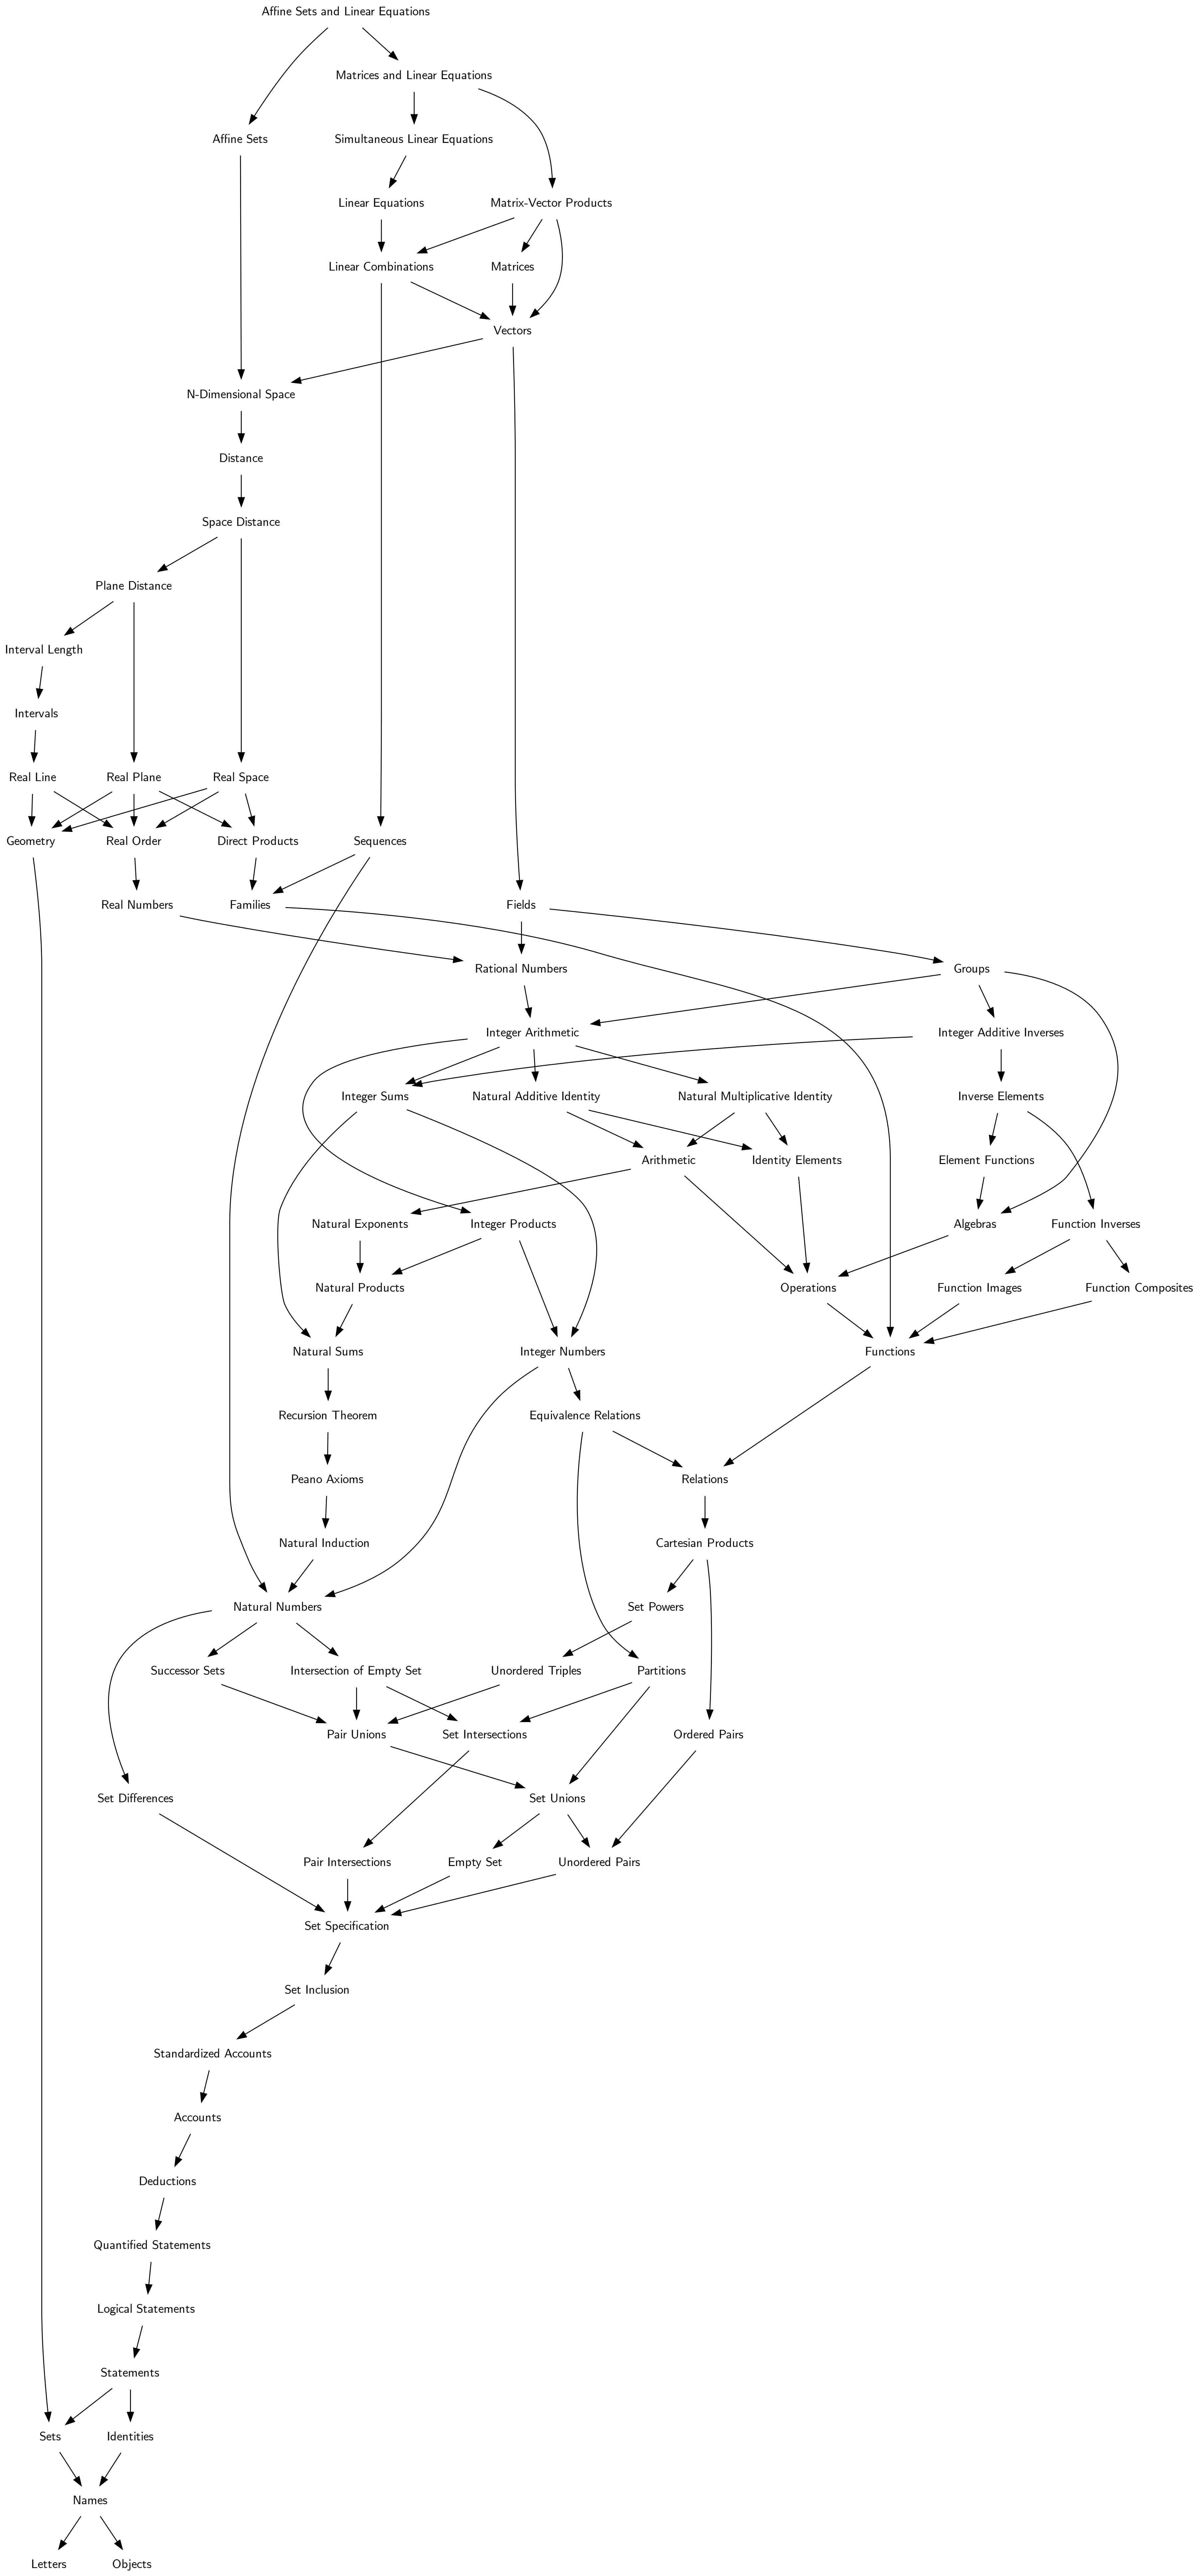 Affine Sets and Linear Equations
Matrices and Linear Equations
Affine Sets
Simultaneous Linear Equations
Linear Equations
Matrix-Vector Products
Linear Combinations
Matrices
Vectors
N-Dimensional Space
Distance
Space Distance
Plane Distance
Interval Length
Intervals
Real Line
Real Plane
Real Space
Geometry
Real Order
Direct Products
Sequences
Real Numbers
Families
Fields
Rational Numbers
Groups
Integer Arithmetic
Integer Additive Inverses
Integer Sums
Natural Additive Identity
Natural Multiplicative Identity
Inverse Elements
Arithmetic
Identity Elements
Element Functions
Natural Exponents
Integer Products
Algebras
Function Inverses
Natural Products
Operations
Function Images
Function Composites
Natural Sums
Integer Numbers
Functions
Recursion Theorem
Equivalence Relations
Peano Axioms
Relations
Natural Induction
Cartesian Products
Natural Numbers
Set Powers
Successor Sets
Intersection of Empty Set
Unordered Triples
Partitions
Pair Unions
Set Intersections
Ordered Pairs
Set Differences
Set Unions
Pair Intersections
Empty Set
Unordered Pairs
Set Specification
Set Inclusion
Standardized Accounts
Accounts
Deductions
Quantified Statements
Logical Statements
Statements
Sets
Identities
Names
Letters
Objects